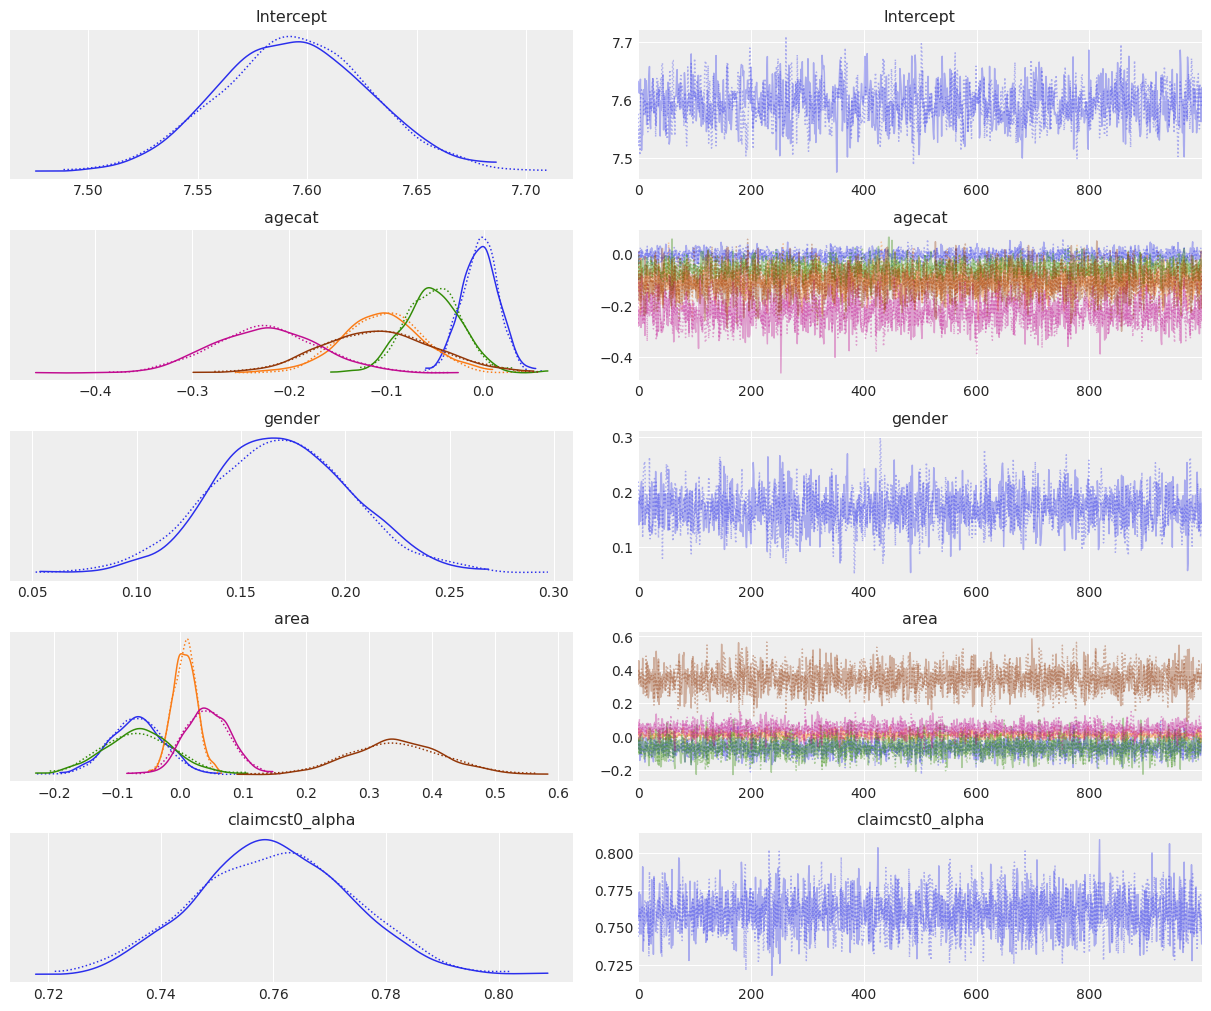 Intercept
7.50 7.55 7.60 7.65 7.70
Intercept
7.7
7.6
7.5
0 200 400 600 800
agecat
−0.4 −0.3 −0.2 −0.1 0.0
agecat
0.0
−0.2
−0.4
0 200 400 600 800
gender
0.05 0.10 0.15 0.20 0.25 0.30
gender
0.3
0.2
0.1
0 200 400 600 800
area
−0.2 −0.1 0.0 0.1 0.2 0.3 0.4 0.5 0.6
area
0.6
0.4
0.2
0.0
−0.2
0 200 400 600 800
claimcst0_alpha
0.72 0.74 0.76 0.78 0.80
claimcst0_alpha
0.800
0.775
0.750
0.725
0 200 400 600 800